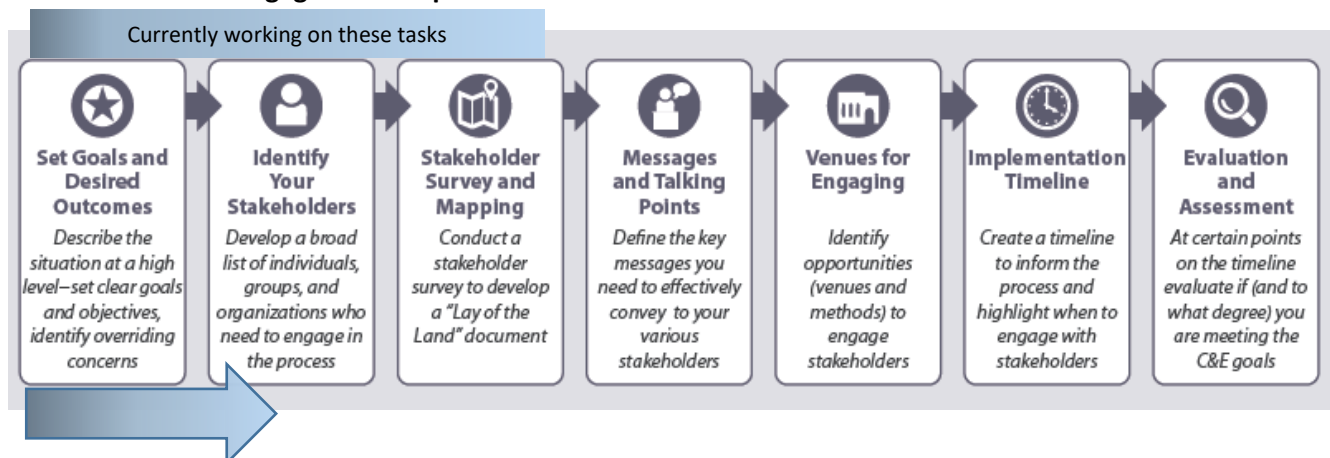 Currently working on these tasks
Set Goals and
Desired
Outcomes
Describe the
situation at a high
level—set clear goals
and objectives,
identify overriding
concerns
Identify
Your
Stakeholders
Develop a broad
list of individuals,
groups, and
organizations who
need to engage in
the process
Stakeholder
Survey and
Mapping
Conduct a
stakeholder
survey to develop
a "Lay of the
Land" document
Messages
and Talking
Points
Define the key
messages you
need to effectively
convey to your
various
stakeholders
Venues for
Engaging
Identify
opportunities
(venues and
methods) to
engage
stakeholders
Implementation
Timeline
Create a timeline
to inform the
process and
highlight when to
engage with
stakeholders
Evaluation
and
Assessment
At certain points
on the timeline
evaluate if (and to
what degree) you
are meeting the
C&E goals